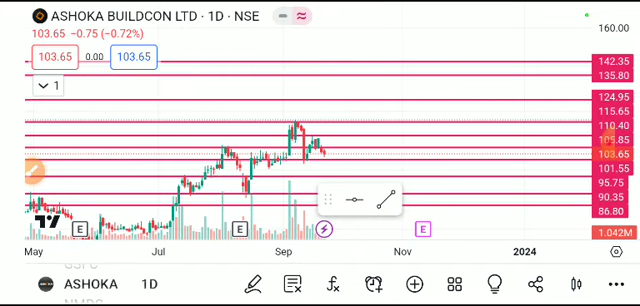 ASHOKA BUILDCON LTD · 1D · NSE
103.65 −0.75 (−0.72%)
103.65 0.00 103.65
1
160.00
142.35
135.80
124.95
115.65
110.40
105.85
103.65
101.55
95.75
90.35
86.80
1.042M
E E E
May Jul Sep Nov 2024
ASHOKA 1D